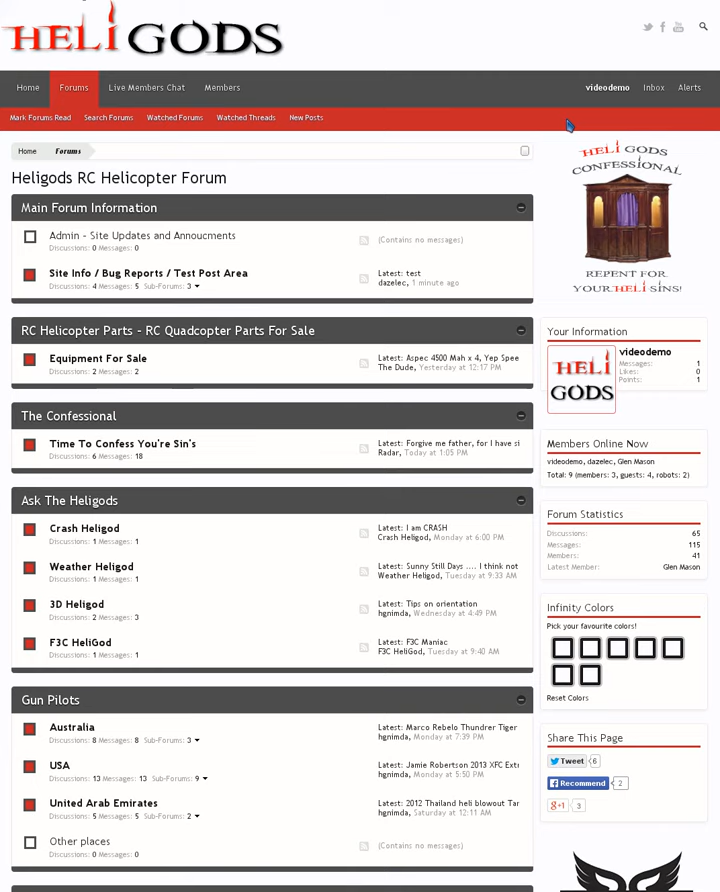 HELI GODS
Home Forums Live Members Chat Members videodemo Inbox Alerts
Mark Forums Read Search Forums Watched Forums Watched Threads New Posts
Home Forums
Heligods RC Helicopter Forum
Main Forum Information
Admin - Site Updates and Annoucments
Discussions: 0 Messages: 0
(Contains no messages)
Site Info / Bug Reports / Test Post Area
Discussions: 4 Messages: 5 Sub-Forums: 3
Latest: test
dazelec, 1 minute ago
RC Helicopter Parts - RC Quadcopter Parts For Sale
Equipment For Sale
Discussions: 2 Messages: 2
Latest: Aspec 4500 Mah x 4, Yep Spee
The Dude, Yesterday at 12:17 PM
The Confessional
Time To Confess You're Sin's
Discussions: 6 Messages: 18
Latest: Forgive me father, for I have si
Radar, Today at 1:05 PM
Ask The Heligods
Crash Heligod
Discussions: 1 Messages: 1
Latest: I am CRASH
Crash Heligod, Monday at 6:00 PM
Weather Heligod
Discussions: 1 Messages: 1
Latest: Sunny Still Days .... I think not
Weather Heligod, Tuesday at 9:33 AM
3D Heligod
Discussions: 2 Messages: 3
Latest: Tips on orientation
hgnimda, Wednesday at 4:49 PM
F3C HeliGod
Discussions: 1 Messages: 1
Latest: F3C Maniac
F3C HeliGod, Tuesday at 9:40 AM
Gun Pilots
Australia
Discussions: 8 Messages: 8 Sub-Forums: 3
Latest: Marco Rebelo Thundrer Tiger
hgnimda, Monday at 7:39 PM
USA
Discussions: 13 Messages: 13 Sub-Forums: 9
Latest: Jamie Robertson 2013 XFC Extr
hgnimda, Monday at 5:50 PM
United Arab Emirates
Discussions: 5 Messages: 5 Sub-Forums: 2
Latest: 2012 Thailand heli blowout Tar
hgnimda, Saturday at 12:11 AM
Other places
Discussions: 0 Messages: 0
(Contains no messages)
HELI GODS
CONFESSIONAL
REPENT FOR
YOUR HELI SINS!
Your Information
HELI
GODS
videodemo
Messages: 1
Likes: 0
Points: 1
Members Online Now
videodemo, dazelec, Glen Mason
Total: 9 (members: 3, guests: 4, robots: 2)
Forum Statistics
Discussions: 65
Messages: 115
Members: 41
Latest Member: Glen Mason
Infinity Colors
Pick your favourite colors!
Reset Colors
Share This Page
Tweet 6
Recommend 2
g+1 3